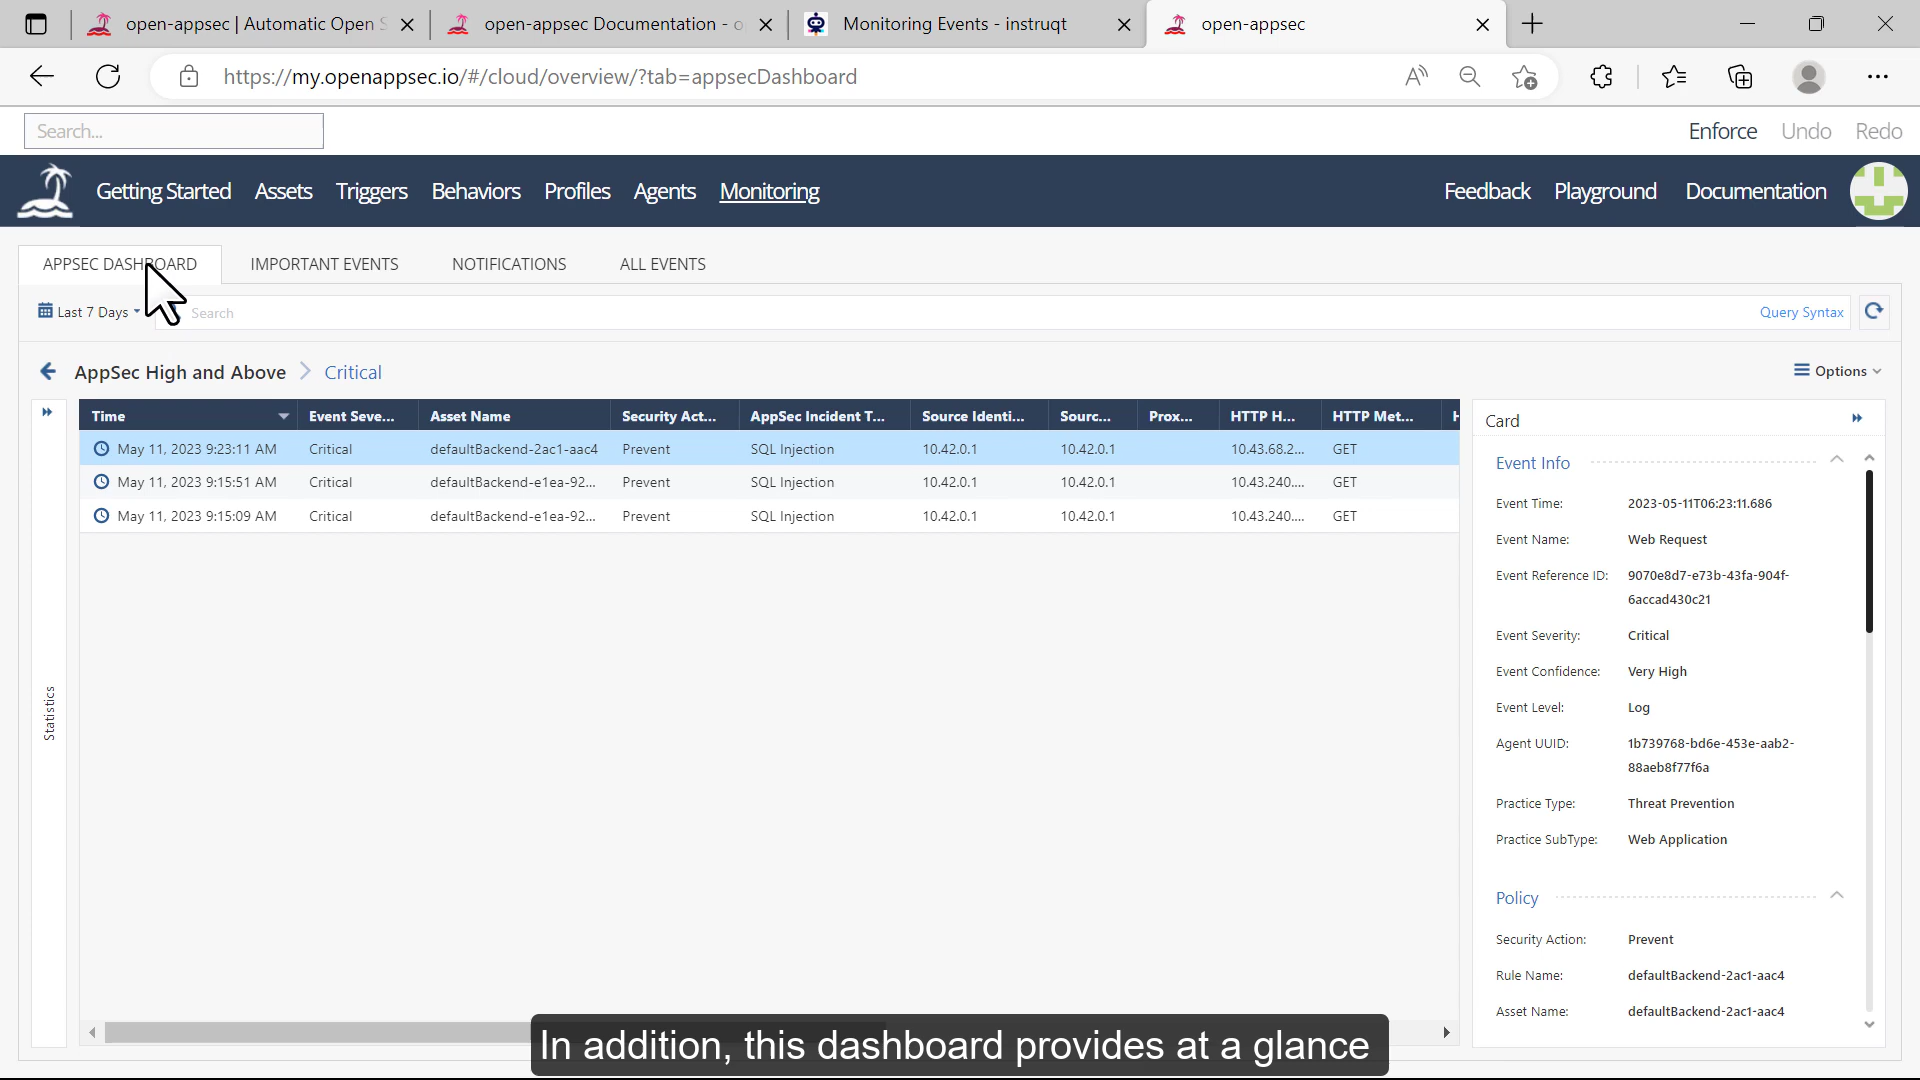 open-appsec | Automatic Open S
open-appsec Documentation - o
Monitoring Events - instruqt
open-appsec
https://my.openappsec.io/#/cloud/overview/?tab=appsecDashboard
Search...
Enforce Undo Redo
Getting Started Assets Triggers Behaviors Profiles Agents Monitoring
Feedback Playground Documentation
APPSEC DASHBOARD IMPORTANT EVENTS NOTIFICATIONS ALL EVENTS
Last 7 Days Search Query Syntax
AppSec High and Above > Critical Options
Time Event Seve... Asset Name Security Act... AppSec Incident T... Source Identi... Sourc... Prox... HTTP H... HTTP Met... H
May 11, 2023 9:23:11 AM Critical defaultBackend-2ac1-aac4 Prevent SQL Injection 10.42.0.1 10.42.0.1 10.43.68.2... GET
May 11, 2023 9:15:51 AM Critical defaultBackend-e1ea-92... Prevent SQL Injection 10.42.0.1 10.42.0.1 10.43.240.... GET
May 11, 2023 9:15:09 AM Critical defaultBackend-e1ea-92... Prevent SQL Injection 10.42.0.1 10.42.0.1 10.43.240.... GET
Statistics
Card
Event Info
Event Time: 2023-05-11T06:23:11.686
Event Name: Web Request
Event Reference ID: 9070e8d7-e73b-43fa-904f-
6accad430c21
Event Severity: Critical
Event Confidence: Very High
Event Level: Log
Agent UUID: 1b739768-bd6e-453e-aab2-
88aeb8f77f6a
Practice Type: Threat Prevention
Practice SubType: Web Application
Policy
Security Action: Prevent
Rule Name: defaultBackend-2ac1-aac4
Asset Name: defaultBackend-2ac1-aac4
In addition, this dashboard provides at a glance